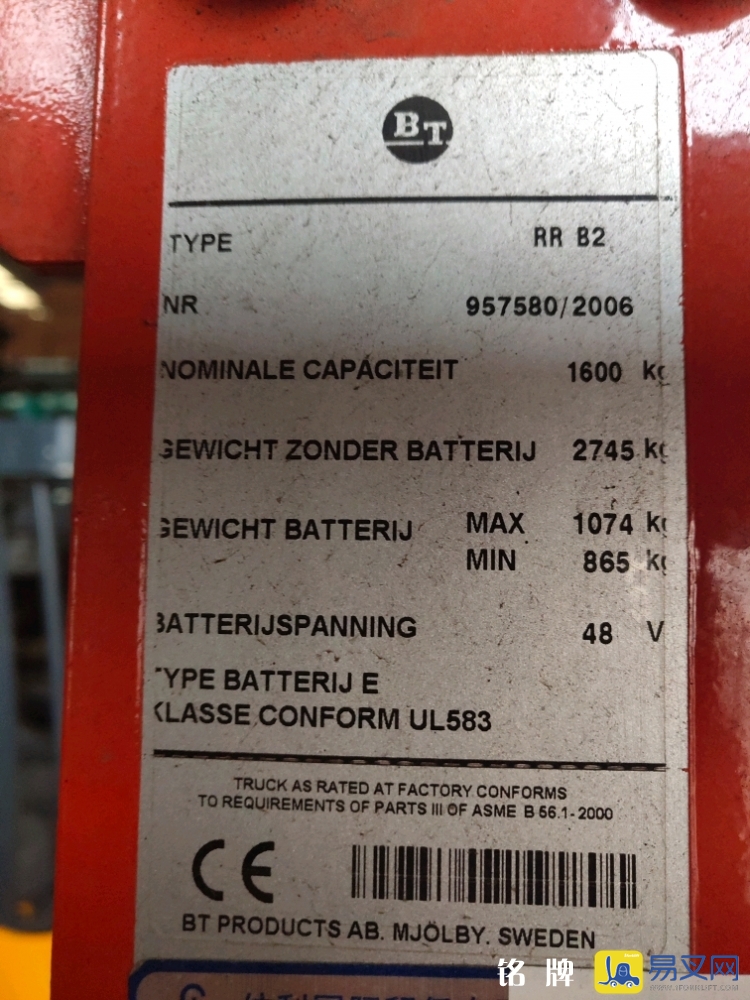 BT
TYPE RR B2
NR 957580/2006
NOMINALE CAPACITEIT 1600 kg
GEWICHT ZONDER BATTERIJ 2745 kg
GEWICHT BATTERIJ MAX 1074 kg
MIN 865 kg
BATTERIJSPANNING 48 V
TYPE BATTERIJ E
KLASSE CONFORM UL583
TRUCK AS RATED AT FACTORY CONFORMS
TO REQUIREMENTS OF PARTS III OF ASME B 56.1-2000
CE
BT PRODUCTS AB. MJÖLBY. SWEDEN
铭牌
易叉网